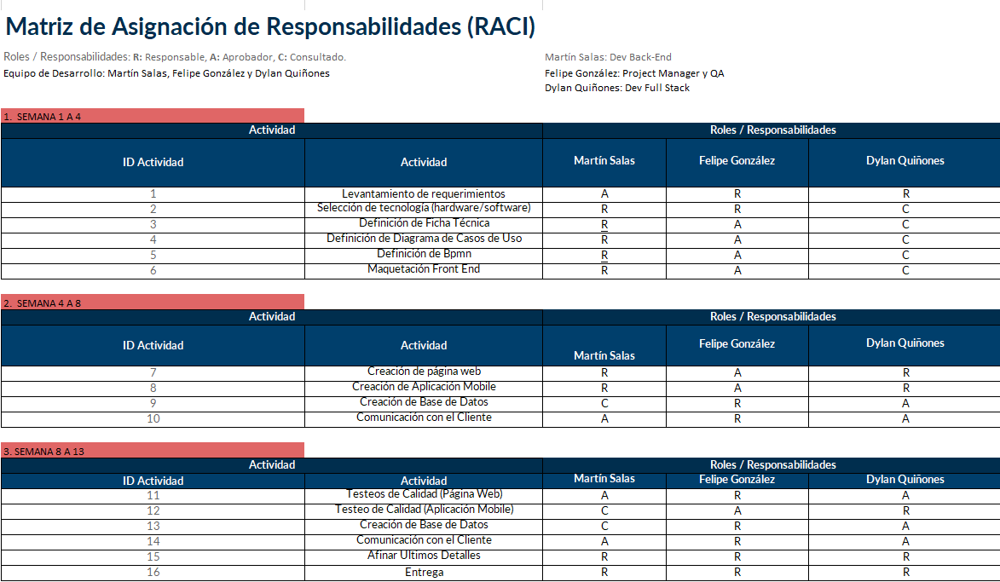 Matriz de Asignación de Responsabilidades (RACI)
Roles / Responsabilidades: R: Responsable, A: Aprobador, C: Consultado.
Martín Salas: Dev Back-End
Equipo de Desarrollo: Martín Salas, Felipe González y Dylan Quiñones
Felipe González: Project Manager y QA
Dylan Quiñones: Dev Full Stack
1. SEMANA 1 A 4
Actividad Roles / Responsabilidades
ID Actividad Actividad Martín Salas Felipe González Dylan Quiñones
1 Levantamiento de requerimientos A R R
2 Selección de tecnología (hardware/software) R R C
3 Definición de Ficha Técnica R A C
4 Definición de Diagrama de Casos de Uso R A C
5 Definición de Bpmn R A C
6 Maquetación Front End R A C
2. SEMANA 4 A 8
Actividad Roles / Responsabilidades
ID Actividad Actividad Martín Salas Felipe González Dylan Quiñones
7 Creación de página web R A R
8 Creación de Aplicación Mobile R A R
9 Creación de Base de Datos C R A
10 Comunicación con el Cliente A R A
3. SEMANA 8 A 13
Actividad Roles / Responsabilidades
ID Actividad Actividad Martín Salas Felipe González Dylan Quiñones
11 Testeos de Calidad (Página Web) A R A
12 Testeo de Calidad (Aplicación Mobile) C A R
13 Creación de Base de Datos C R A
14 Comunicación con el Cliente A R A
15 Afinar Ultimos Detalles R R R
16 Entrega R R R